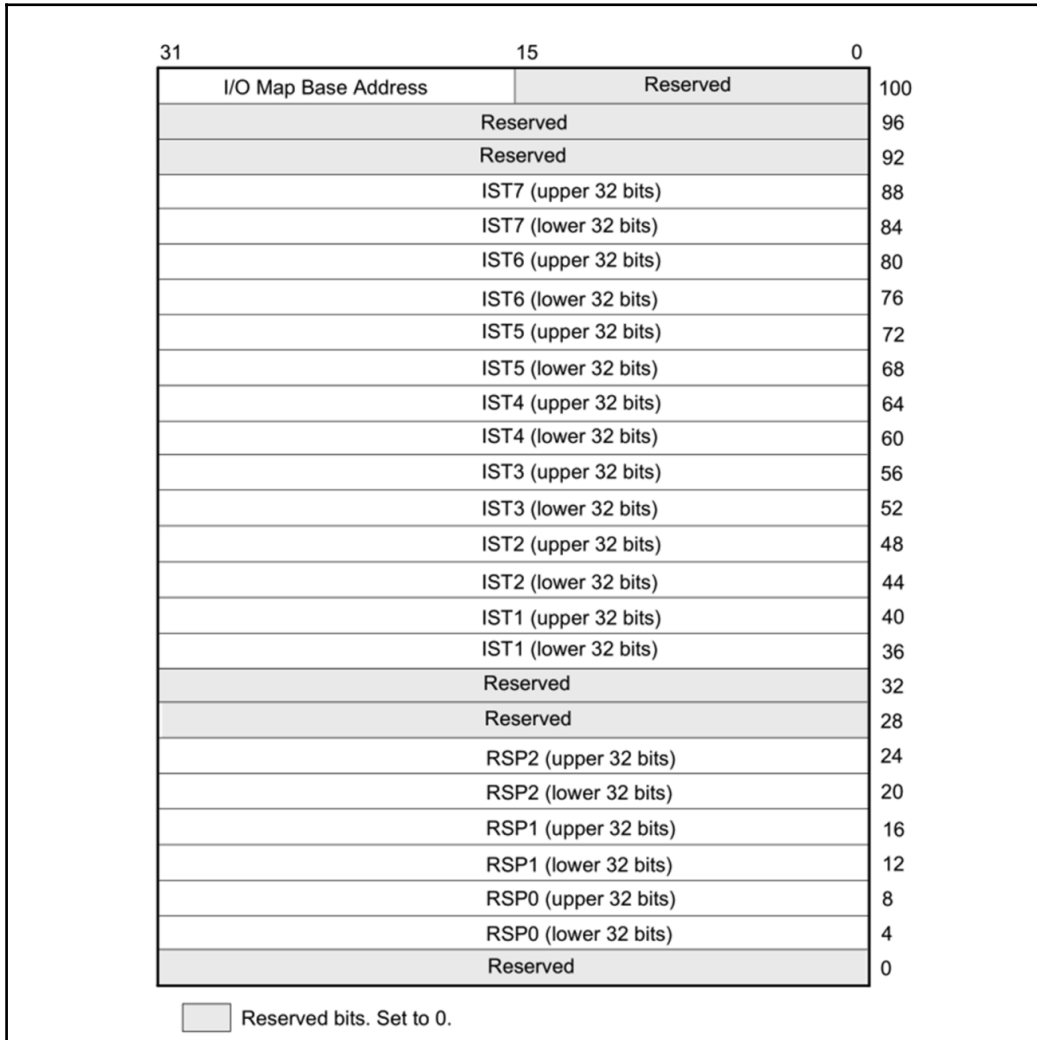 31 15 0
I/O Map Base Address Reserved 100
Reserved 96
Reserved 92
IST7 (upper 32 bits) 88
IST7 (lower 32 bits) 84
IST6 (upper 32 bits) 80
IST6 (lower 32 bits) 76
IST5 (upper 32 bits) 72
IST5 (lower 32 bits) 68
IST4 (upper 32 bits) 64
IST4 (lower 32 bits) 60
IST3 (upper 32 bits) 56
IST3 (lower 32 bits) 52
IST2 (upper 32 bits) 48
IST2 (lower 32 bits) 44
IST1 (upper 32 bits) 40
IST1 (lower 32 bits) 36
Reserved 32
Reserved 28
RSP2 (upper 32 bits) 24
RSP2 (lower 32 bits) 20
RSP1 (upper 32 bits) 16
RSP1 (lower 32 bits) 12
RSP0 (upper 32 bits) 8
RSP0 (lower 32 bits) 4
Reserved 0
Reserved bits. Set to 0.